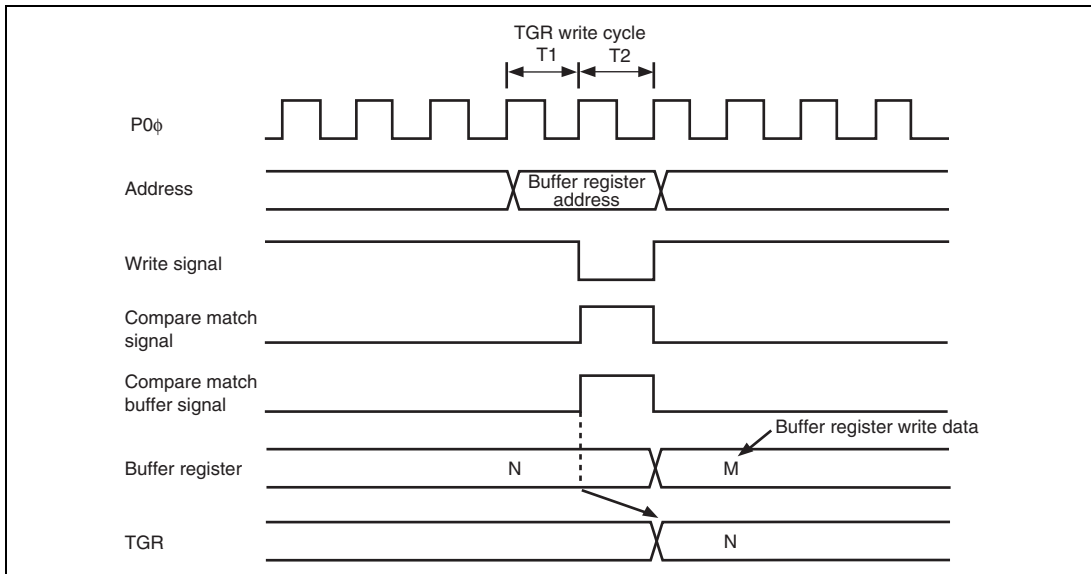 TGR write cycle
T1 T2
P0ϕ
Address
Buffer register
address
Write signal
Compare match
signal
Compare match
buffer signal
Buffer register write data
Buffer register
N
M
TGR
N